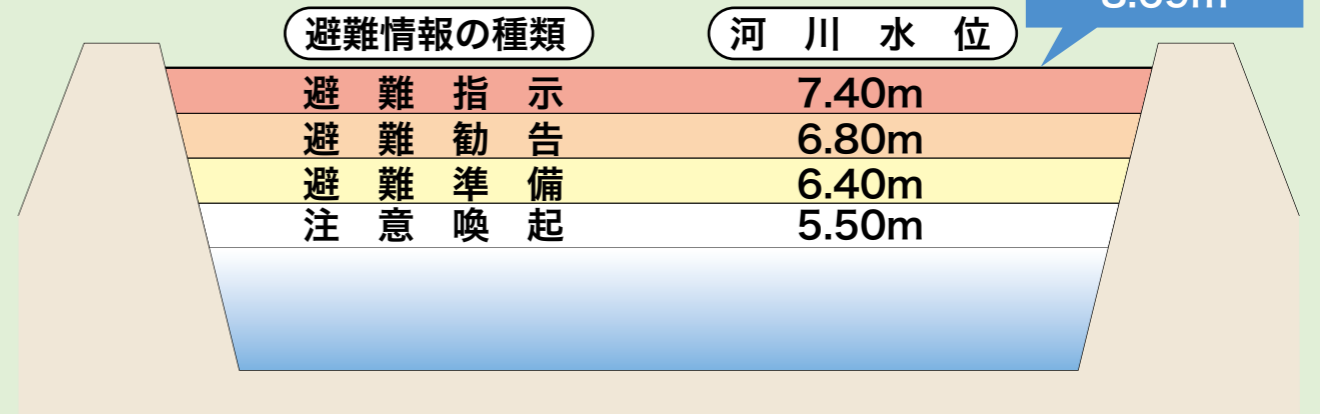 避難情報の種類 河川水位
避難指示 7.40m
避難勧告 6.80m
避難準備 6.40m
注意喚起 5.50m